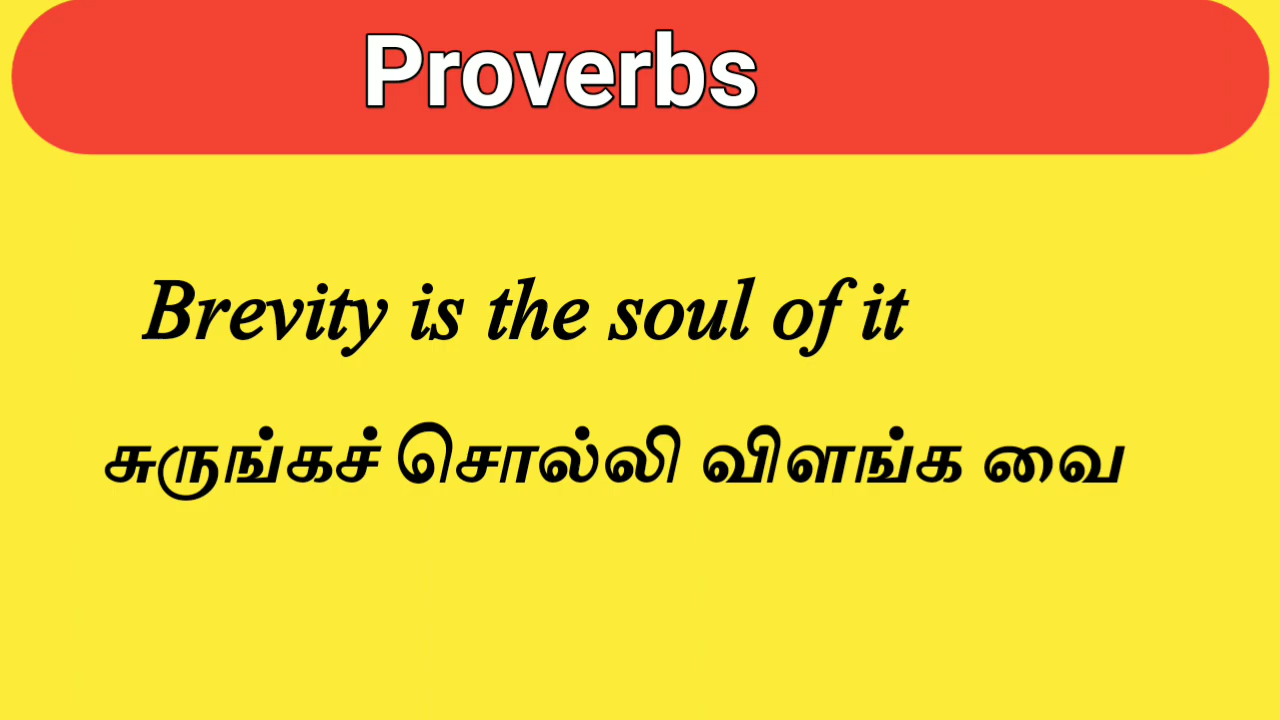 Proverbs
Brevity is the soul of it
சுருங்கச் சொல்லி விளங்க வை